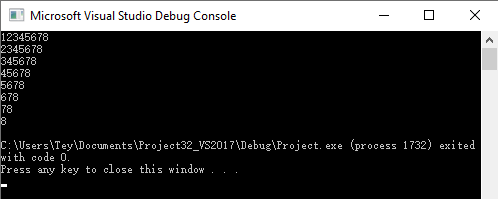 Microsoft Visual Studio Debug Console
12345678
2345678
345678
45678
5678
678
78
8
C:\Users\Tey\Documents\Project32_VS2017\Debug\Project.exe (process 1732) exited
with code 0.
Press any key to close this window . . .